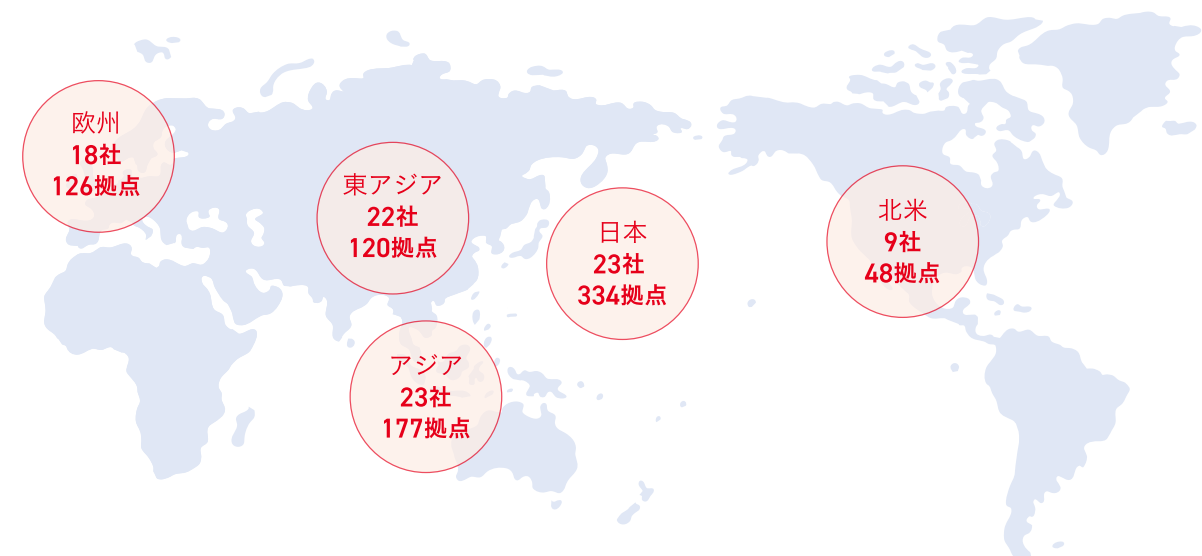 欧州
18社
126拠点
東アジア
22社
120拠点
日本
23社
334拠点
北米
9社
48拠点
アジア
23社
177拠点